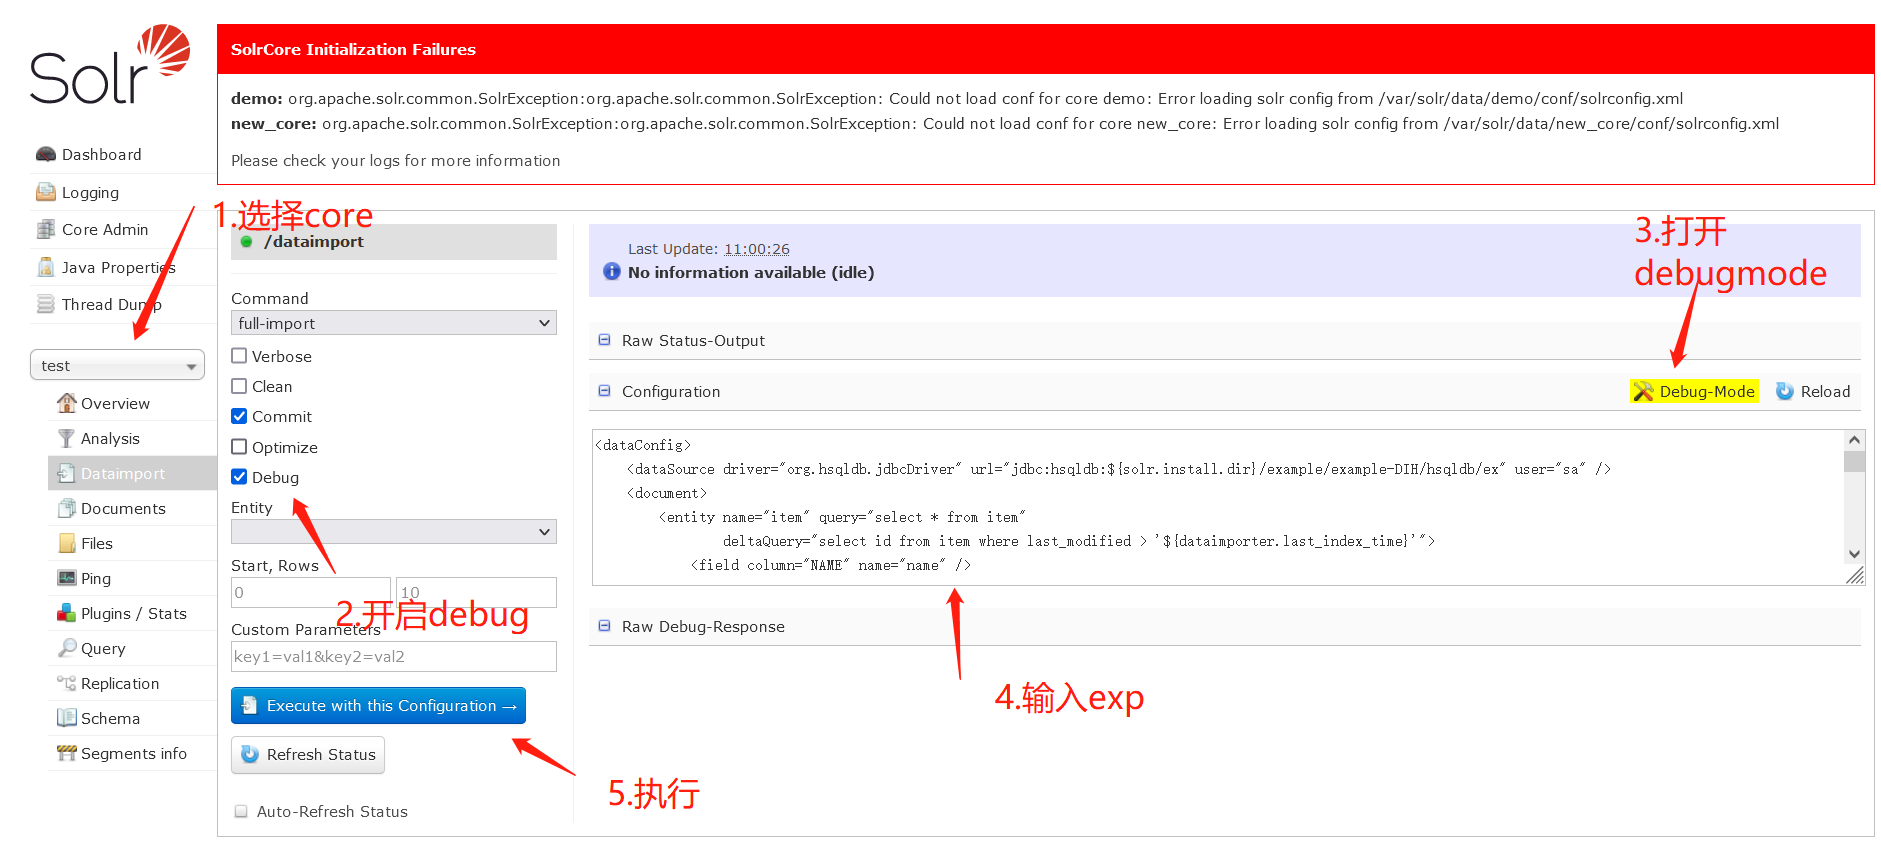 Solr
SolrCore Initialization Failures
demo: org.apache.solr.common.SolrException:org.apache.solr.common.SolrException: Could not load conf for core demo: Error loading solr config from /var/solr/data/demo/conf/solrconfig.xml
new_core: org.apache.solr.common.SolrException:org.apache.solr.common.SolrException: Could not load conf for core new_core: Error loading solr config from /var/solr/data/new_core/conf/solrconfig.xml
Please check your logs for more information
Dashboard
Logging
Core Admin
Java Properties
Thread Dump
1.选择core
test
Overview
Analysis
Dataimport
Documents
Files
Ping
Plugins / Stats
Query
Replication
Schema
Segments info
/dataimport
Command
full-import
Verbose
Clean
Commit
Optimize
Debug
Entity
Start, Rows
0
10
2.开启debug
Custom Parameters
key1=val1&key2=val2
Execute with this Configuration →
Refresh Status
Auto-Refresh Status
5.执行
Last Update: 11:00:26
No information available (idle)
3.打开
debugmode
Raw Status-Output
Configuration
Debug-Mode
Reload
<dataConfig>
<dataSource driver="org.hsqldb.jdbcDriver" url="jdbc:hsqldb:${solr.install.dir}/example/example-DIH/hsqldb/ex" user="sa" />
<document>
<entity name="item" query="select * from item"
deltaQuery="select id from item where last_modified > '${dataimporter.last_index_time}'">
<field column="NAME" name="name" />
Raw Debug-Response
4.输入exp